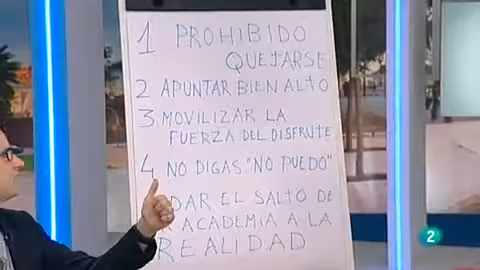 1 PROHIBIDO
QUEJARSE
2 APUNTAR BIEN ALTO
3 MOVILIZAR LA
FUERZA DEL DISFRUTE
4 NO DIGAS "NO PUEDO"
DAR EL SALTO DE
ACADEMIA A LA
REALIDAD
2